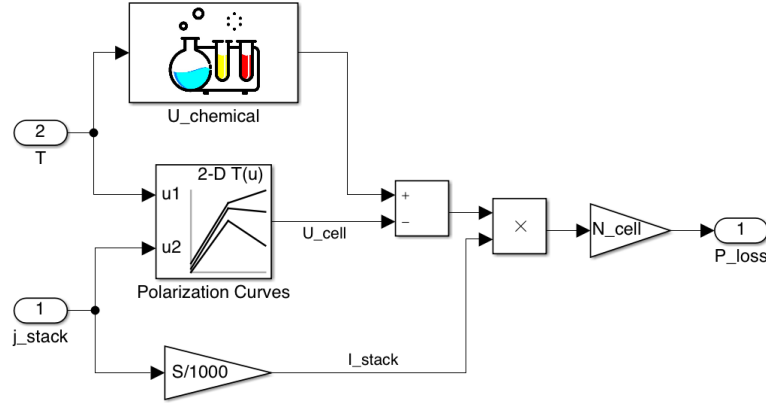 U_chemical
2
T
2-D T(u)
u1
u2
Polarization Curves
U_cell
+
−
×
N_cell
1
P_loss
1
j_stack
S/1000
I_stack